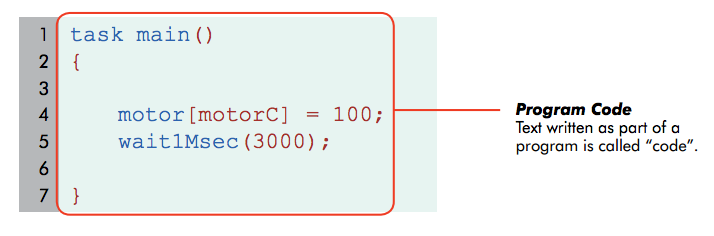 1 task main()
2 {
3
4 motor[motorC] = 100;
5 wait1Msec(3000);
6
7 }
Program Code
Text written as part of a
program is called “code”.